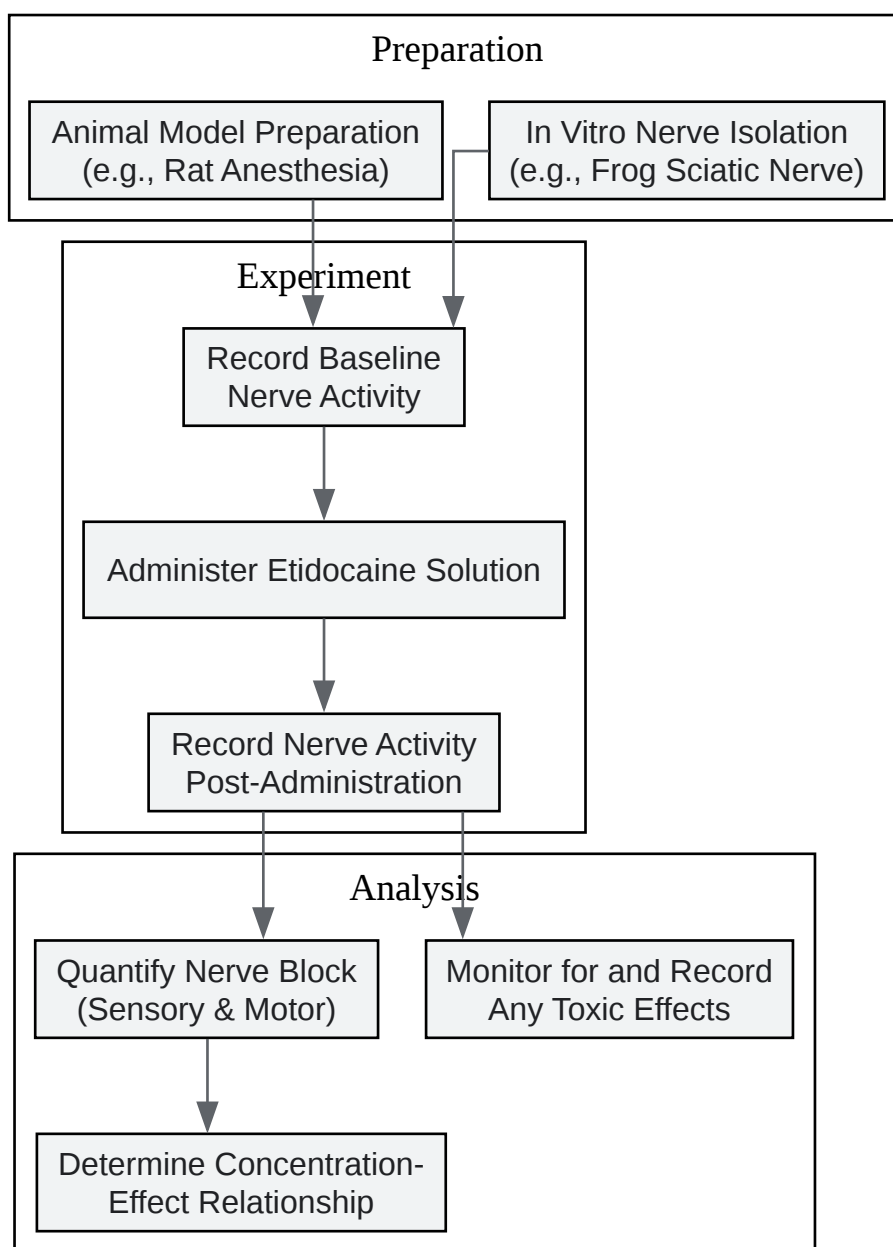 Preparation
Animal Model Preparation
(e.g., Rat Anesthesia)
In Vitro Nerve Isolation
(e.g., Frog Sciatic Nerve)
Experiment
Record Baseline
Nerve Activity
Administer Etidocaine Solution
Record Nerve Activity
Post-Administration
Analysis
Quantify Nerve Block
(Sensory & Motor)
Monitor for and Record
Any Toxic Effects
Determine Concentration-
Effect Relationship